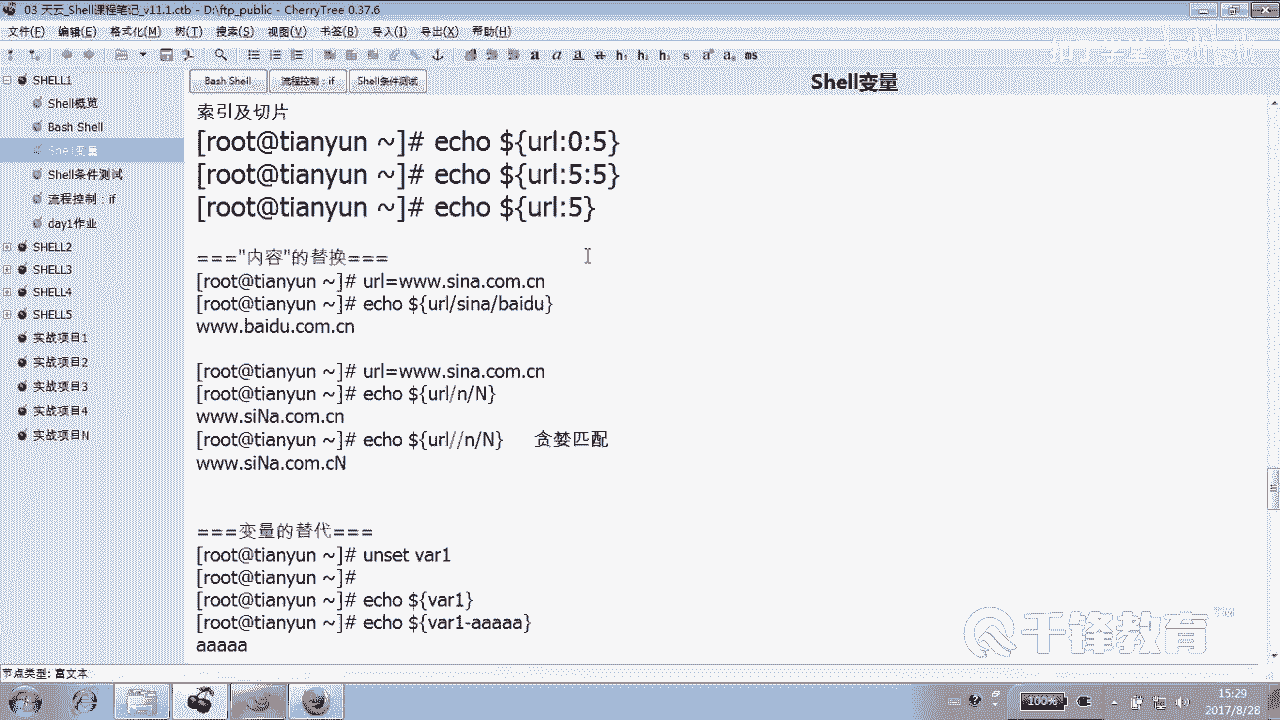 03 天云_Shell课程笔记_v11.1.ctb - D:\ftp_public - CherryTree 0.37.6
文件(F) 编辑(E) 格式化(M) 树(T) 搜索(S) 视图(V) 书签(B) 导入(I) 导出(X) 帮助(H)
SHELL1
Shell概览
Bash Shell
Shell变量
Shell条件测试
流程控制：if
day1作业
SHELL2
SHELL3
SHELL4
SHELL5
实战项目1
实战项目2
实战项目3
实战项目4
实战项目N
Bash Shell
流程控制：if
Shell条件测试
Shell变量
索引及切片
[root@tianyun ~]# echo ${url:0:5}
[root@tianyun ~]# echo ${url:5:5}
[root@tianyun ~]# echo ${url:5}
==="内容"的替换===
[root@tianyun ~]# url=www.sina.com.cn
[root@tianyun ~]# echo ${url/sina/baidu}
www.baidu.com.cn
[root@tianyun ~]# url=www.sina.com.cn
[root@tianyun ~]# echo ${url/n/N}
www.siNa.com.cn
[root@tianyun ~]# echo ${url//n/N} 贪婪匹配
www.siNa.com.cN
===变量的替代===
[root@tianyun ~]# unset var1
[root@tianyun ~]#
[root@tianyun ~]# echo ${var1}
[root@tianyun ~]# echo ${var1-aaaaa}
aaaaa
千锋教育
节点类型: 富文本
100%
15:29
2017/8/28